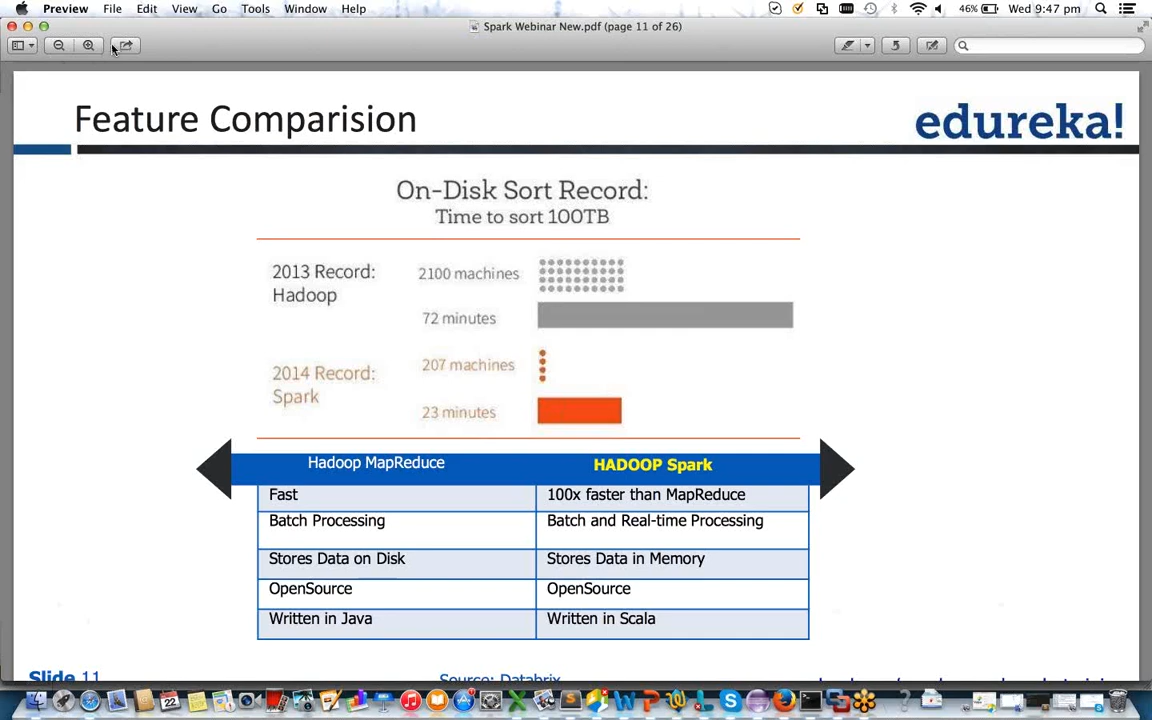 Preview File Edit View Go Tools Window Help 46% Wed 9:47 pm
Spark Webinar New.pdf (page 11 of 26)
Feature Comparision
edureka!
On-Disk Sort Record:
Time to sort 100TB
2013 Record:
Hadoop
2100 machines
72 minutes
2014 Record:
Spark
207 machines
23 minutes
Hadoop MapReduce HADOOP Spark
Fast 100x faster than MapReduce
Batch Processing Batch and Real-time Processing
Stores Data on Disk Stores Data in Memory
OpenSource OpenSource
Written in Java Written in Scala
Slide 11 Source: Databrix
22